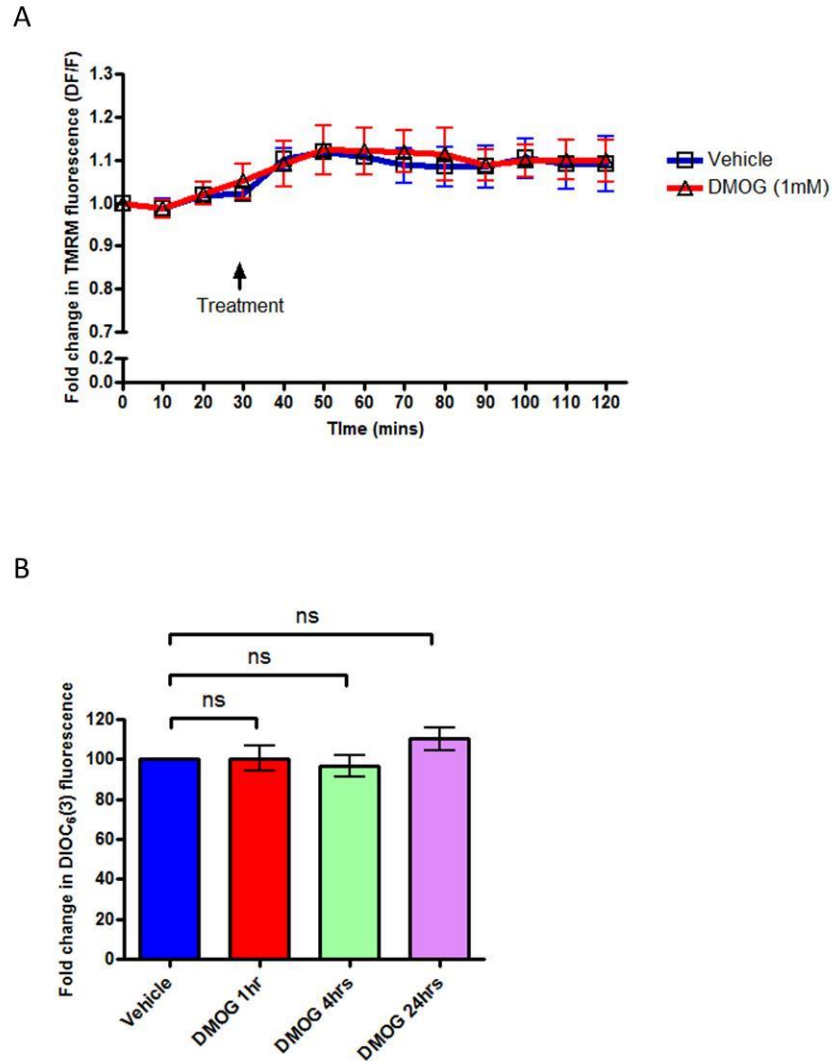 A
Fold change in TMRM fluorescence (DF/F)
1.3
1.2
1.1
1.0
0.9
0.8
0.7
0.2
0.0
Treatment
Vehicle
DMOG (1mM)
0 10 20 30 40 50 60 70 80 90 100 110 120
TIme (mins)
B
ns
ns
ns
Fold change in DIOC₆(3) fluorescence
120
100
80
60
40
20
0
Vehicle
DMOG 1hr
DMOG 4hrs
DMOG 24hrs